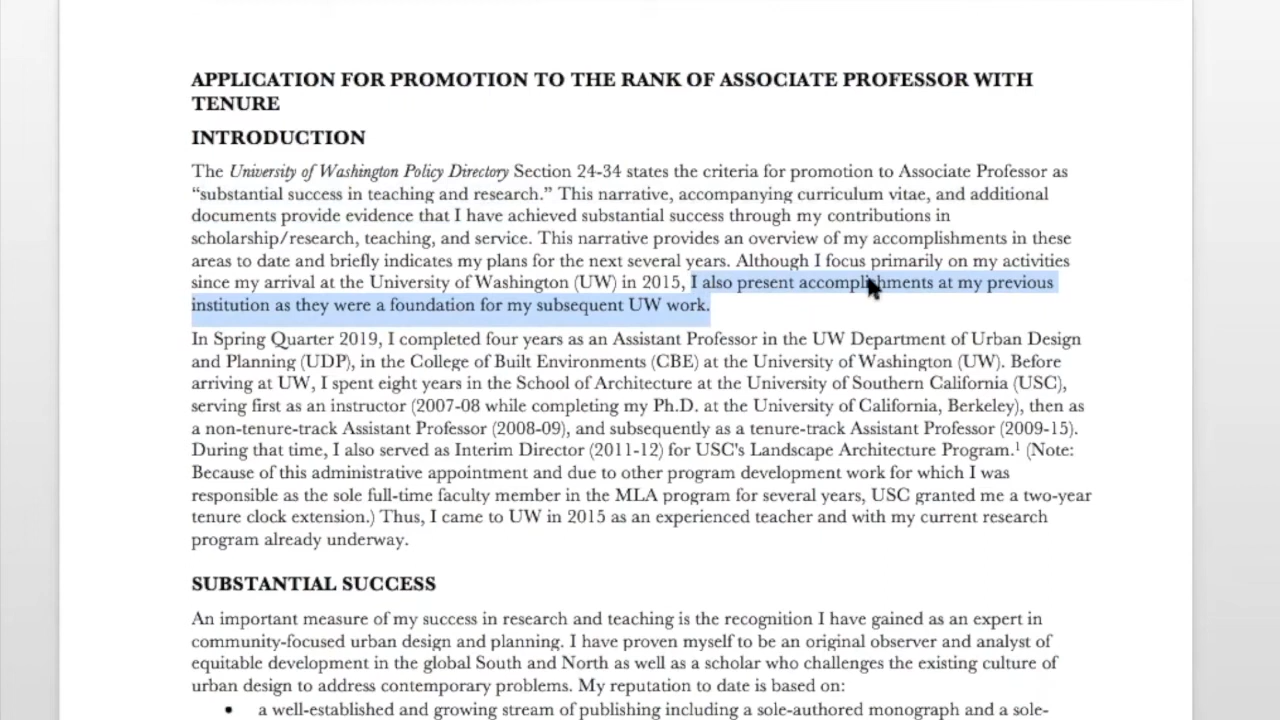 APPLICATION FOR PROMOTION TO THE RANK OF ASSOCIATE PROFESSOR WITH
TENURE
INTRODUCTION
The University of Washington Policy Directory Section 24-34 states the criteria for promotion to Associate Professor as
“substantial success in teaching and research.” This narrative, accompanying curriculum vitae, and additional
documents provide evidence that I have achieved substantial success through my contributions in
scholarship/research, teaching, and service. This narrative provides an overview of my accomplishments in these
areas to date and briefly indicates my plans for the next several years. Although I focus primarily on my activities
since my arrival at the University of Washington (UW) in 2015, I also present accomplishments at my previous
institution as they were a foundation for my subsequent UW work.
In Spring Quarter 2019, I completed four years as an Assistant Professor in the UW Department of Urban Design
and Planning (UDP), in the College of Built Environments (CBE) at the University of Washington (UW). Before
arriving at UW, I spent eight years in the School of Architecture at the University of Southern California (USC),
serving first as an instructor (2007-08 while completing my Ph.D. at the University of California, Berkeley), then as
a non-tenure-track Assistant Professor (2008-09), and subsequently as a tenure-track Assistant Professor (2009-15).
During that time, I also served as Interim Director (2011-12) for USC's Landscape Architecture Program.¹ (Note:
Because of this administrative appointment and due to other program development work for which I was
responsible as the sole full-time faculty member in the MLA program for several years, USC granted me a two-year
tenure clock extension.) Thus, I came to UW in 2015 as an experienced teacher and with my current research
program already underway.
SUBSTANTIAL SUCCESS
An important measure of my success in research and teaching is the recognition I have gained as an expert in
community-focused urban design and planning. I have proven myself to be an original observer and analyst of
equitable development in the global South and North as well as a scholar who challenges the existing culture of
urban design to address contemporary problems. My reputation to date is based on:
• a well-established and growing stream of publishing including a sole-authored monograph and a sole-